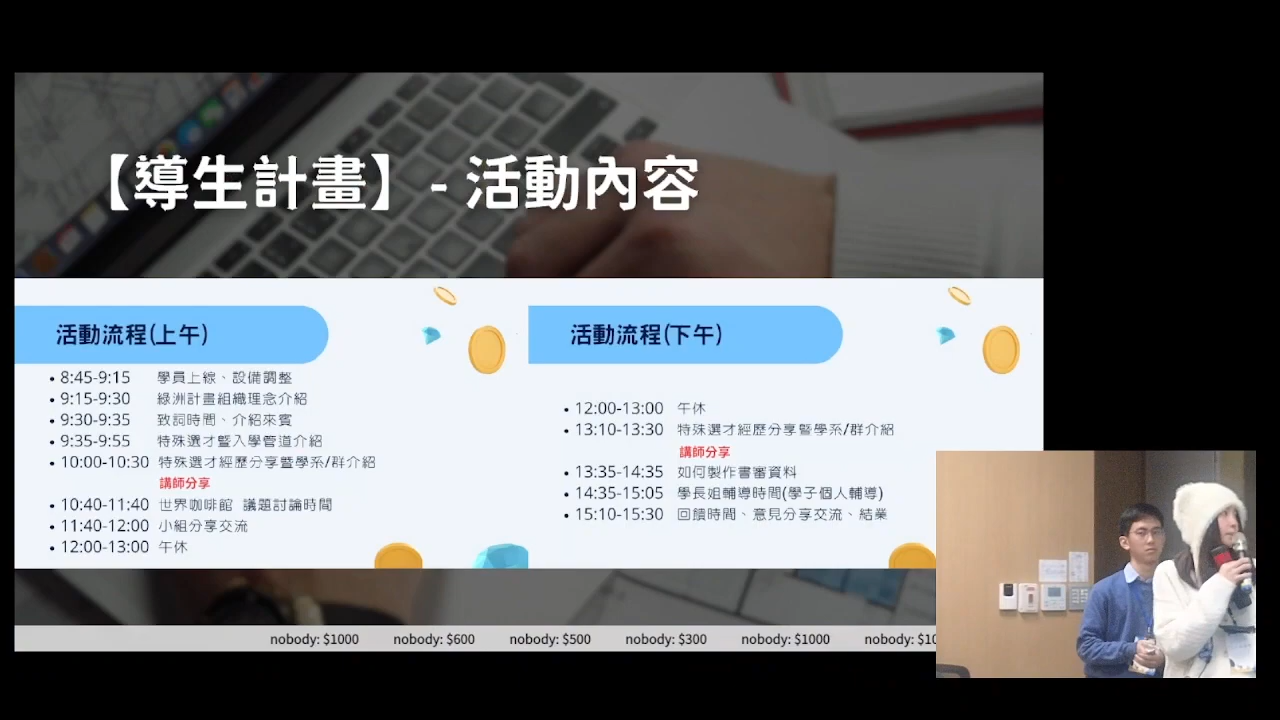 【導生計畫】 - 活動內容
活動流程(上午)
• 8:45-9:15 學員上線、設備調整
• 9:15-9:30 綠洲計畫組織理念介紹
• 9:30-9:35 致詞時間、介紹來賓
• 9:35-9:55 特殊選才暨入學管道介紹
• 10:00-10:30 特殊選才經歷分享暨學系/群介紹
講師分享
• 10:40-11:40 世界咖啡館 議題討論時間
• 11:40-12:00 小組分享交流
• 12:00-13:00 午休
活動流程(下午)
• 12:00-13:00 午休
• 13:10-13:30 特殊選才經歷分享暨學系/群介紹
講師分享
• 13:35-14:35 如何製作書審資料
• 14:35-15:05 學長姐輔導時間(學子個人輔導)
• 15:10-15:30 回饋時間、意見分享交流、結業
nobody: $1000 nobody: $600 nobody: $500 nobody: $300 nobody: $1000 nobody: $10